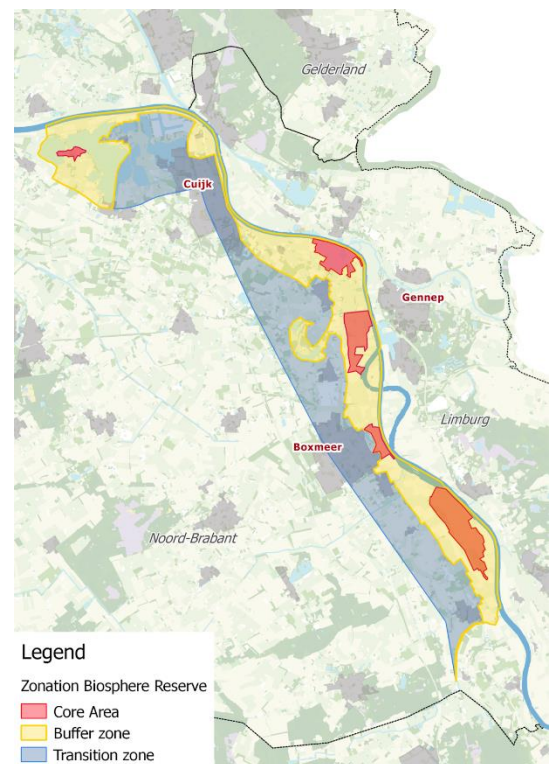 Gelderland
Cuijk
Gennep
Limburg
Boxmeer
Noord-Brabant
Legend
Zonation Biosphere Reserve
Core Area
Buffer zone
Transition zone